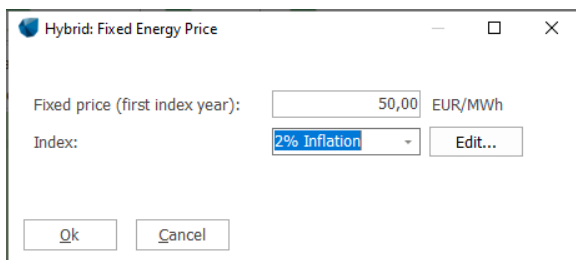 Hybrid: Fixed Energy Price
Fixed price (first index year): 50,00 EUR/MWh
Index: 2% Inflation Edit...
Ok Cancel